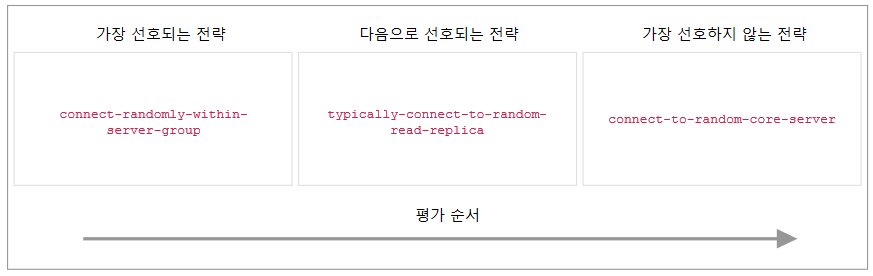 가장 선호되는 전략
다음으로 선호되는 전략
가장 선호하지 않는 전략
connect-randomly-within-
server-group
typically-connect-to-random-
read-replica
connect-to-random-core-server
평가 순서